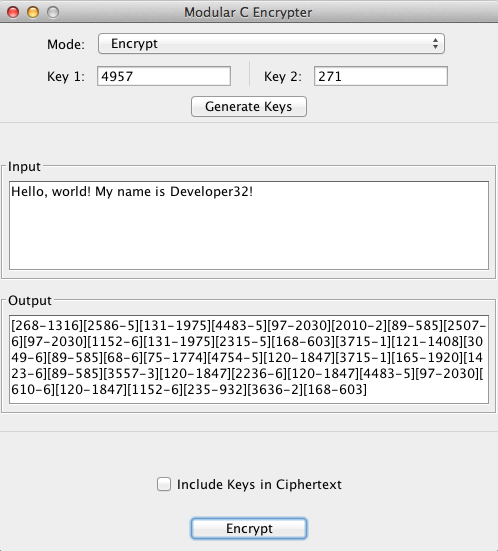 Modular C Encrypter
Mode: Encrypt
Key 1: 4957 Key 2: 271
Generate Keys
Input
Hello, world! My name is Developer32!
Output
[268-1316][2586-5][131-1975][4483-5][97-2030][2010-2][89-585][2507-
6][97-2030][1152-6][131-1975][2315-5][168-603][3715-1][121-1408][3
049-6][89-585][68-6][75-1774][4754-5][120-1847][3715-1][165-1920][14
23-6][89-585][3557-3][120-1847][2236-6][120-1847][4483-5][97-2030][
610-6][120-1847][1152-6][235-932][3636-2][168-603]
Include Keys in Ciphertext
Encrypt